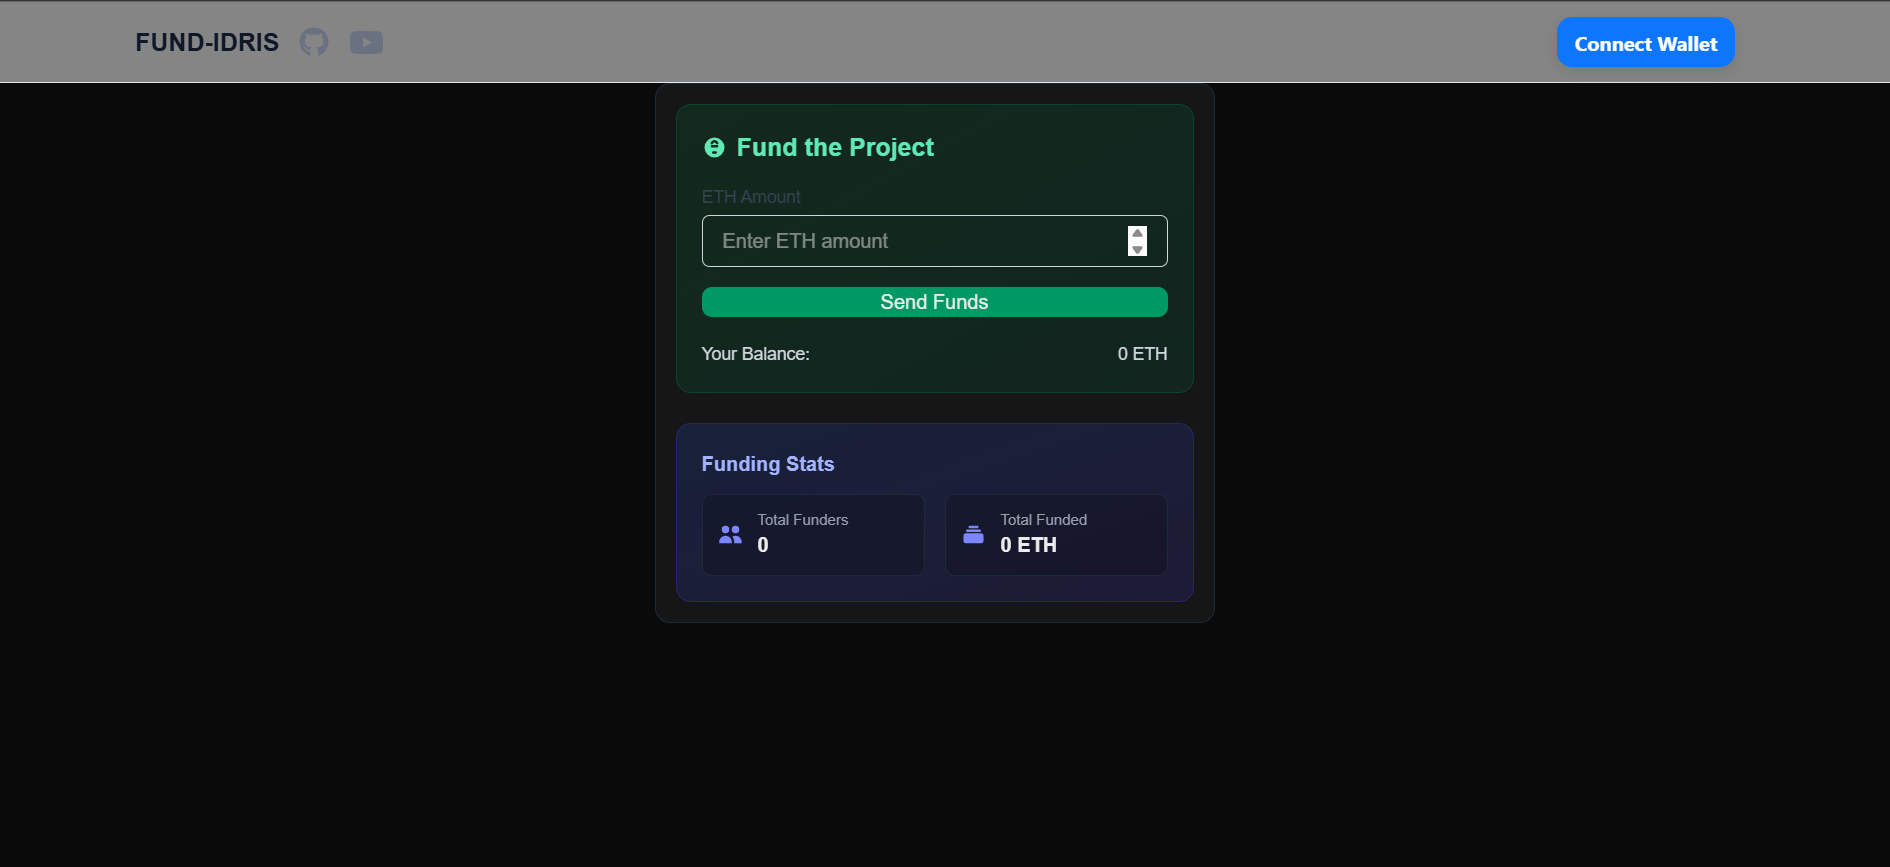 FUND-IDRIS
Connect Wallet
Fund the Project
ETH Amount
Enter ETH amount
Send Funds
Your Balance: 0 ETH
Funding Stats
Total Funders
0
Total Funded
0 ETH